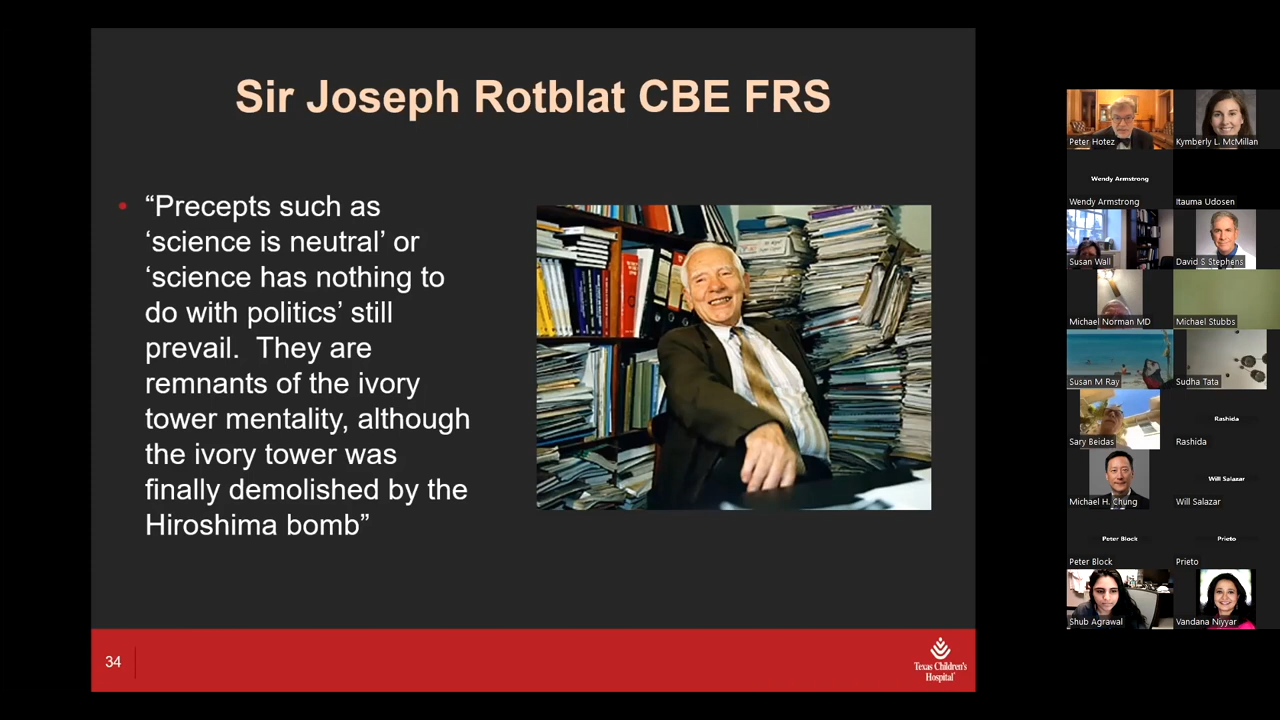 Sir Joseph Rotblat CBE FRS
• “Precepts such as
‘science is neutral’ or
‘science has nothing to
do with politics’ still
prevail.  They are
remnants of the ivory
tower mentality, although
the ivory tower was
finally demolished by the
Hiroshima bomb”
34
Texas Children's
Hospital
Peter Hotez
Kymberly L. McMillan
Wendy Armstrong
Wendy Armstrong
Itauma Udosen
Susan Wall
David S Stephens
Michael Norman MD
Michael Stubbs
Susan M Ray
Sudha Tata
Sary Beidas
Rashida
Rashida
Michael H. Chung
Will Salazar
Will Salazar
Peter Block
Peter Block
Prieto
Prieto
Shub Agrawal
Vandana Niyyar